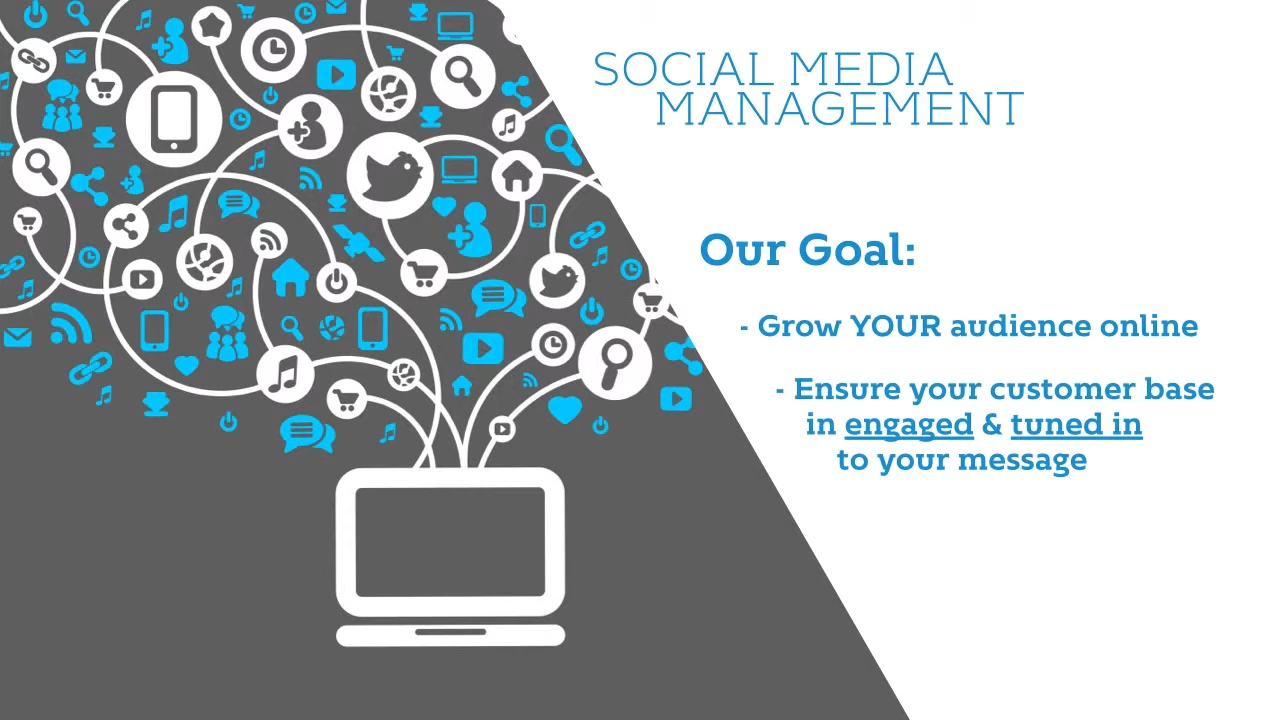 SOCIAL MEDIA
MANAGEMENT
Our Goal:
- Grow YOUR audience online
- Ensure your customer base
in engaged & tuned in
to your message